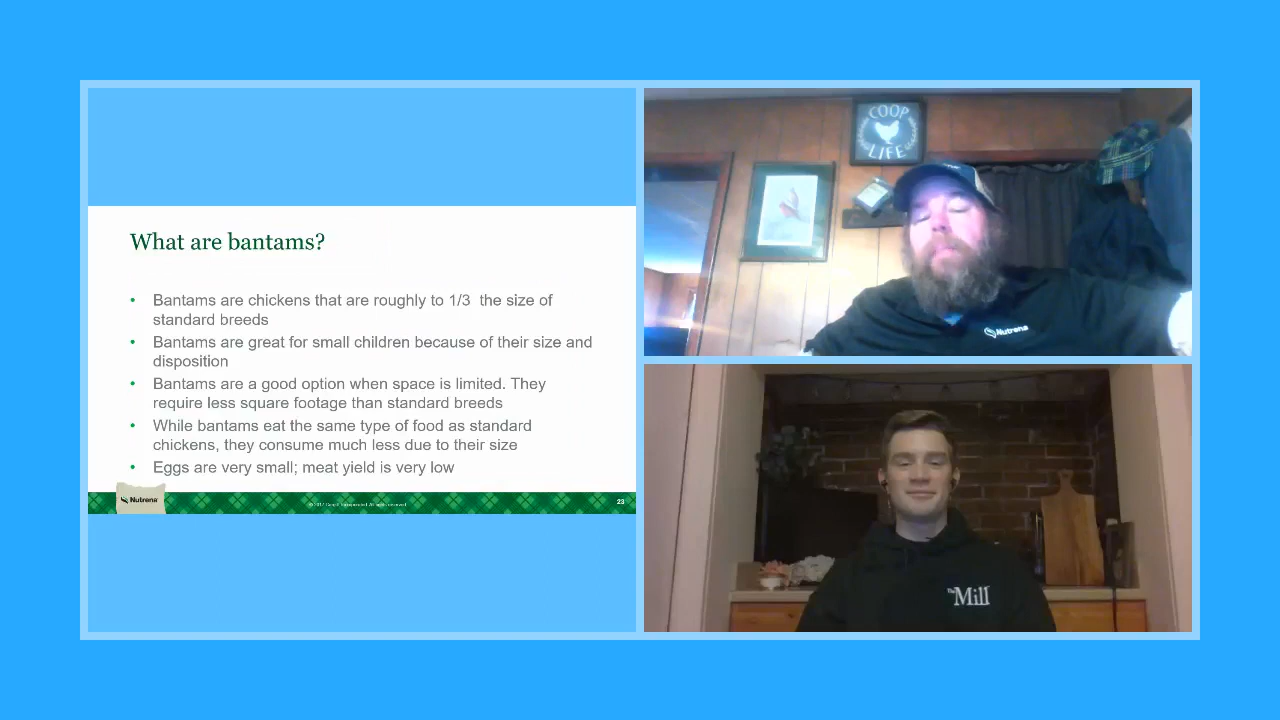 What are bantams?
• Bantams are chickens that are roughly to 1/3 the size of
standard breeds
• Bantams are great for small children because of their size and
disposition
• Bantams are a good option when space is limited. They
require less square footage than standard breeds
• While bantams eat the same type of food as standard
chickens, they consume much less due to their size
• Eggs are very small; meat yield is very low
Nutrena
23
COOP
LIFE
Nutrena
The Mill